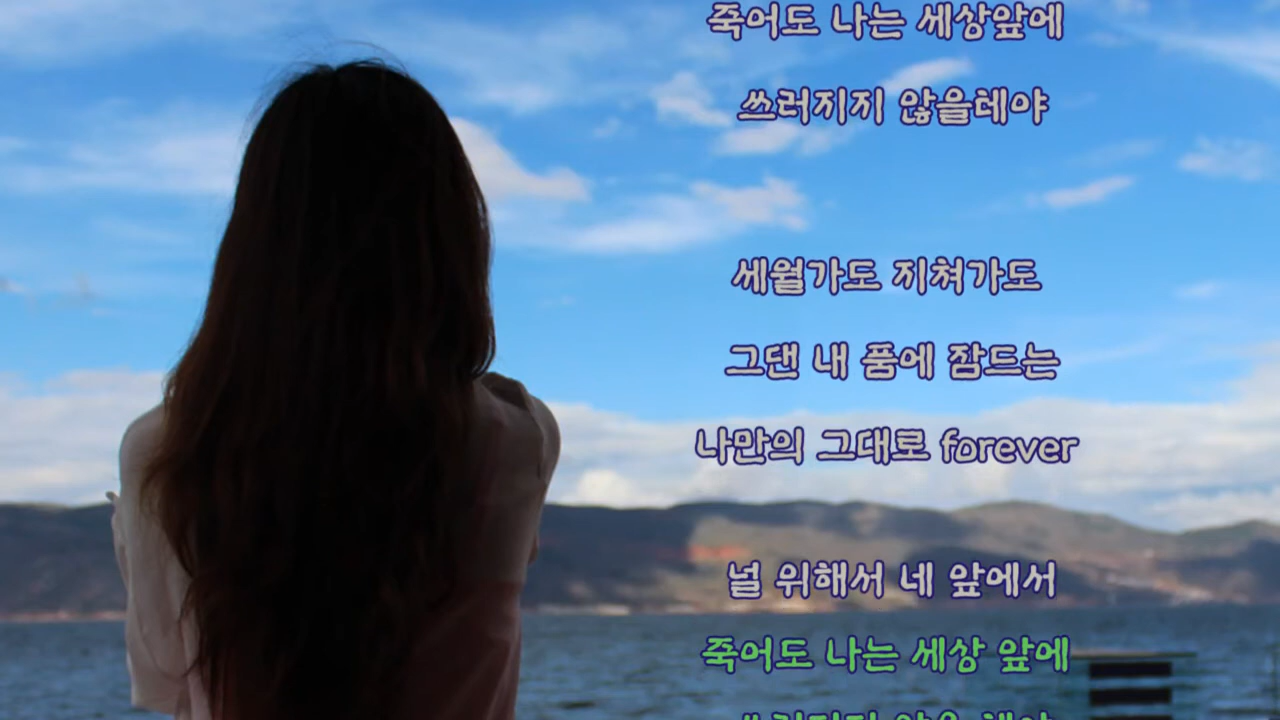 죽어도 나는 세상앞에
쓰러지지 않을테야
세월가도 지쳐가도
그댄 내 품에 잠드는
나만의 그대로 forever
널 위해서 네 앞에서
죽어도 나는 세상 앞에